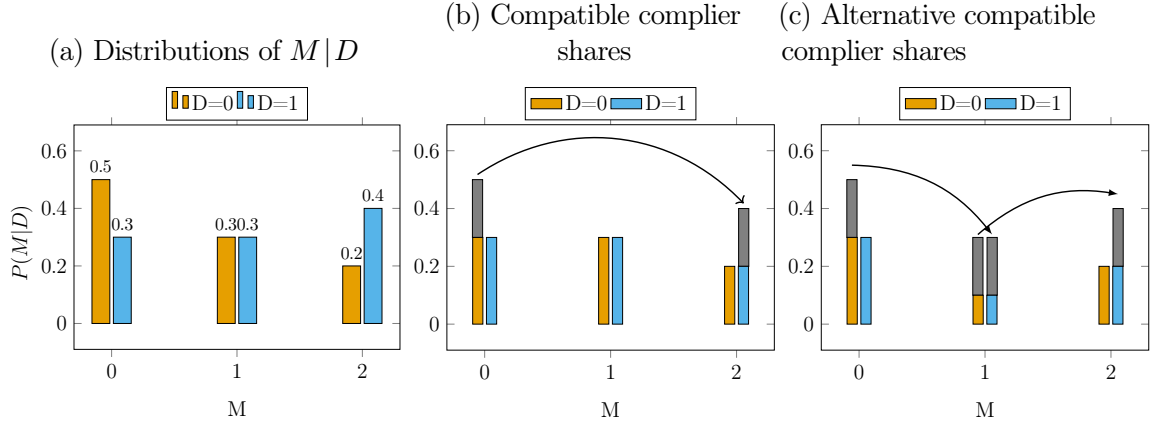 (a) Distributions of M|D
D=0 D=1
0.6
0.4
0.2
0
P(M|D)
0.5
0.3
0.3 0.3
0.2
0.4
0 1 2
M
(b) Compatible complier
shares
D=0 D=1
0.6
0.4
0.2
0
0 1 2
M
(c) Alternative compatible
complier shares
D=0 D=1
0.6
0.4
0.2
0
0 1 2
M